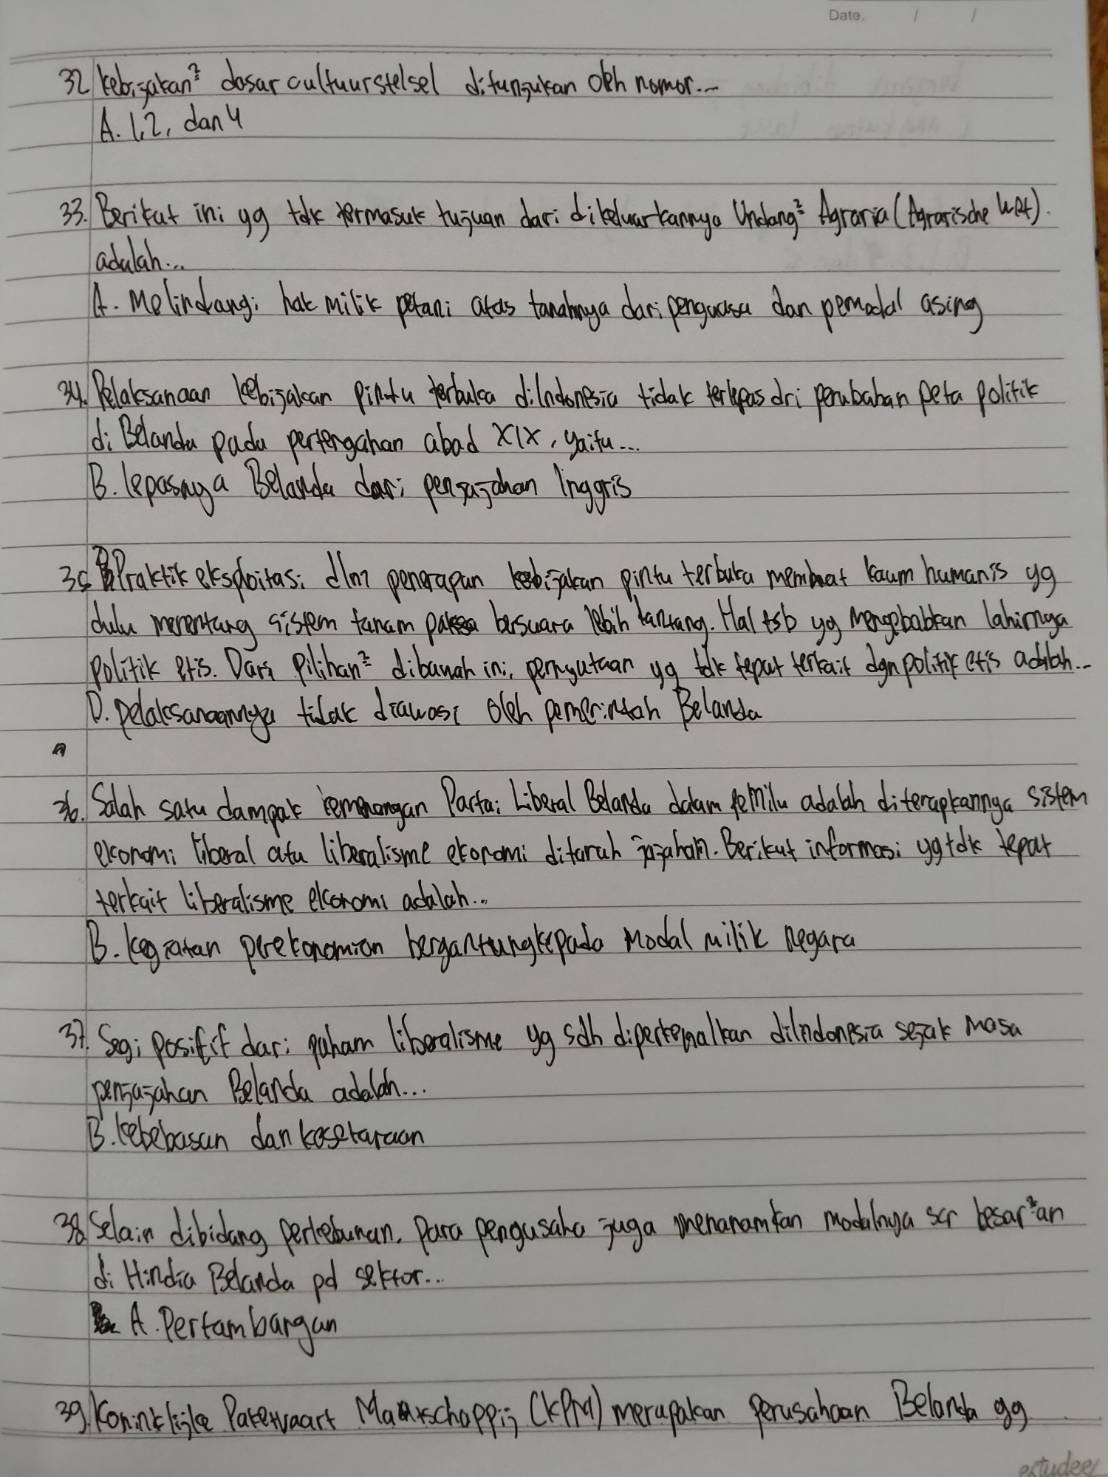 Date. / /
32 kebijakan² dasar cultuurstelsel ditunjukan oleh nomor...
A. 1,2, dan 4
33. Berikut ini yg tdk termasuk tujuan dari dikeluarkannya Undang² Agraria (Agrarische Wet).
adalah...
A. Melindangi hak milik petani atas tanahnya dari penguasa dan pemodal asing
34. Pelaksanaan kebijakan Pintu terbuka diIndonesia tidak terlepas dri perubahan peta politik
di Belanda pada pertengahan abad XIX, yaitu...
B. lepasnya Belanda dari penjajahan Inggris
35 Praktik eksploitasi dlm penerapan kebijakan pintu terbuka membuat kaum humanis yg
dulu menentang sistem tanam paksa bersuara lebih lantang. Hal tsb yg menyebabkan lahirnya
Politik etis. Dari Pilihan² dibawah ini, pernyataan yg tdk tepat terkait dgn politik etis adalah...
D. pelaksanaannya tidak diawasi oleh pemerintah Belanda
36. Salah satu dampak kemenangan Partai Liberal Belanda dalam pemilu adalah diterapkannya sistem
ekonomi liberal atau liberalisme ekonomi ditanah jajahan. Berikut informasi yg tdk tepat
terkait liberalisme ekonomi adalah...
B. kegiatan perekonomian bergantung kepada Modal milik negara
37. Segi positif dari paham liberalisme yg sdh diperkenalkan diIndonesia sejak masa
penjajahan Belanda adalah...
B. kebebasan dan kesetaraan
38 Selain dibidang perkebunan, Para pengusaha juga menanamkan modalnya scr besar²an
di Hindia Belanda pd sektor...
A. Pertambangan
39. Koninklijke Paketvaart Maatschappij (KPM) merupakan perusahaan Belanda yg
estudee